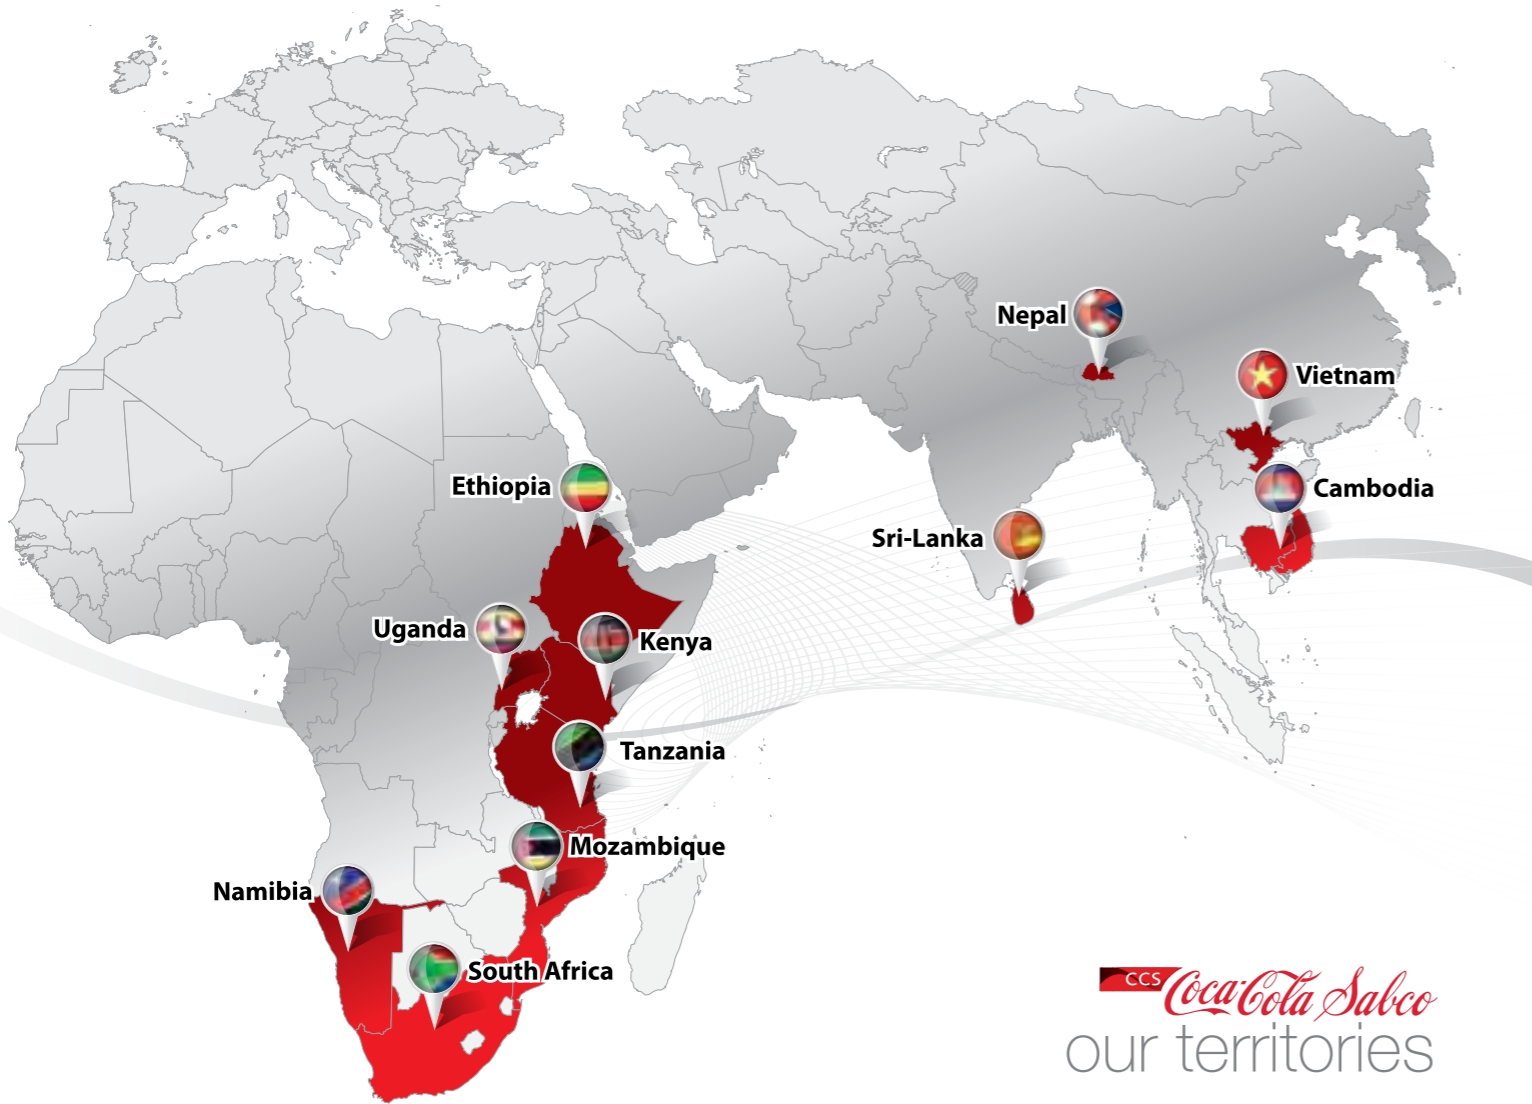 Nepal
Vietnam
Ethiopia
Cambodia
Sri-Lanka
Uganda
Kenya
Tanzania
Mozambique
Namibia
South Africa
CCS Coca-Cola Sabco
our territories